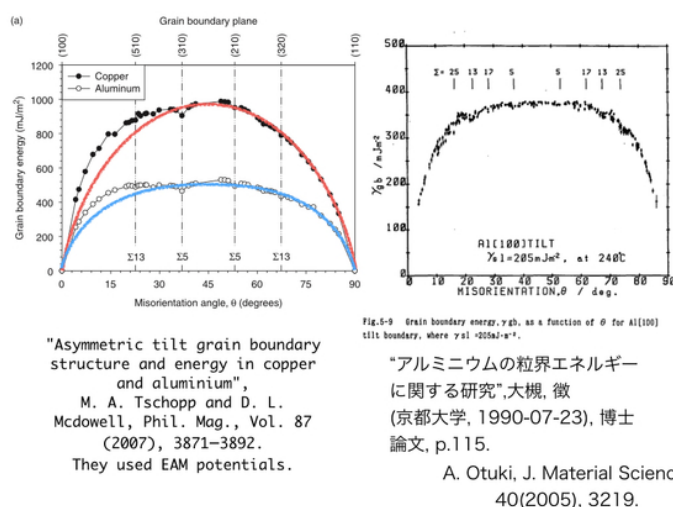 (a)
Grain boundary plane
(100)
(510)
(310)
(210)
(320)
(110)
Copper
Aluminum
Grain boundary energy (mJ/m²)
1200
1000
800
600
400
200
0
Σ13
Σ5
Σ5
Σ13
0
15
30
45
60
75
90
Misorientation angle, θ (degrees)
"Asymmetric tilt grain boundary
structure and energy in copper
and aluminium",
M. A. Tschopp and D. L.
Mcdowell, Phil. Mag., Vol. 87
(2007), 3871–3892.
They used EAM potentials.
500
400
300
200
100
0
γgb / mJm⁻²
Σ= 25 13 17 5 5 17 13 25
Al[100]TILT
γsl=205mJm⁻², at 240℃
0 10 20 30 40 50 60 70 80 90
MISORIENTATION,θ / deg.
Fig.5-9 Grain boundary energy, γgb, as a function of θ for Al[100]
tilt boundary, where γsl =205mJ·m⁻².
“アルミニウムの粒界エネルギー
に関する研究”,大槻, 徴
(京都大学, 1990-07-23), 博士
論文, p.115.
A. Otuki, J. Material Scienc
40(2005), 3219.